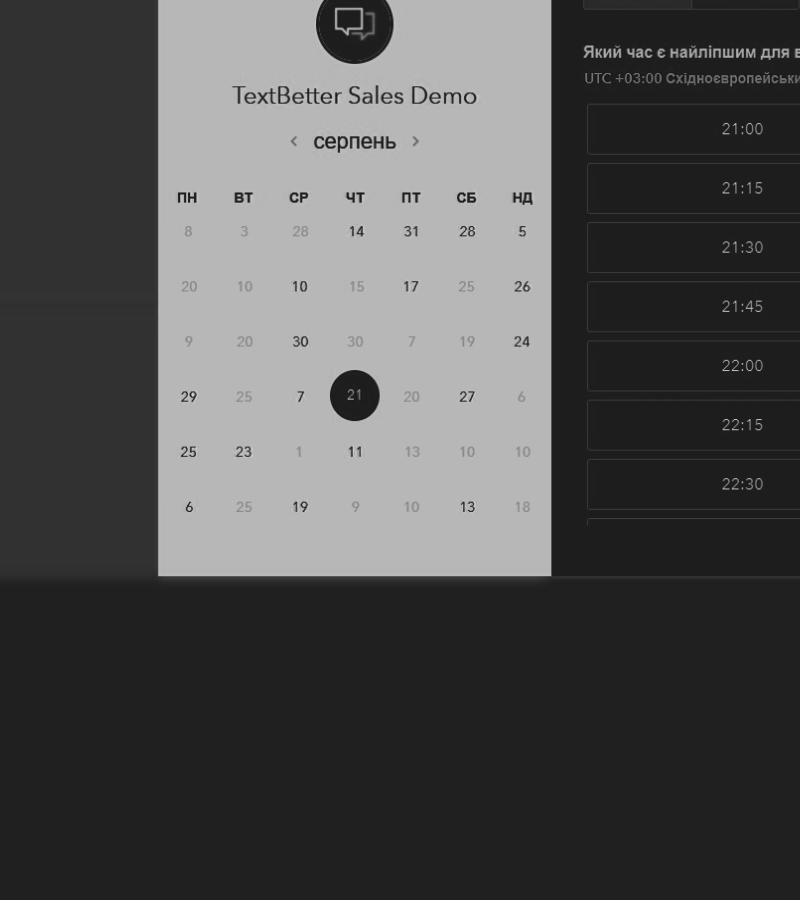 TextBetter Sales Demo
‹ серпень ›
ПН ВТ СР ЧТ ПТ СБ НД
8 3 28 14 31 28 5
20 10 10 15 17 25 26
9 20 30 30 7 19 24
29 25 7 21 20 27 6
25 23 1 11 13 10 10
6 25 19 9 10 13 18
Який час є найліпшим для
UTC +03:00 Східноєвропейськи
21:00
21:15
21:30
21:45
22:00
22:15
22:30